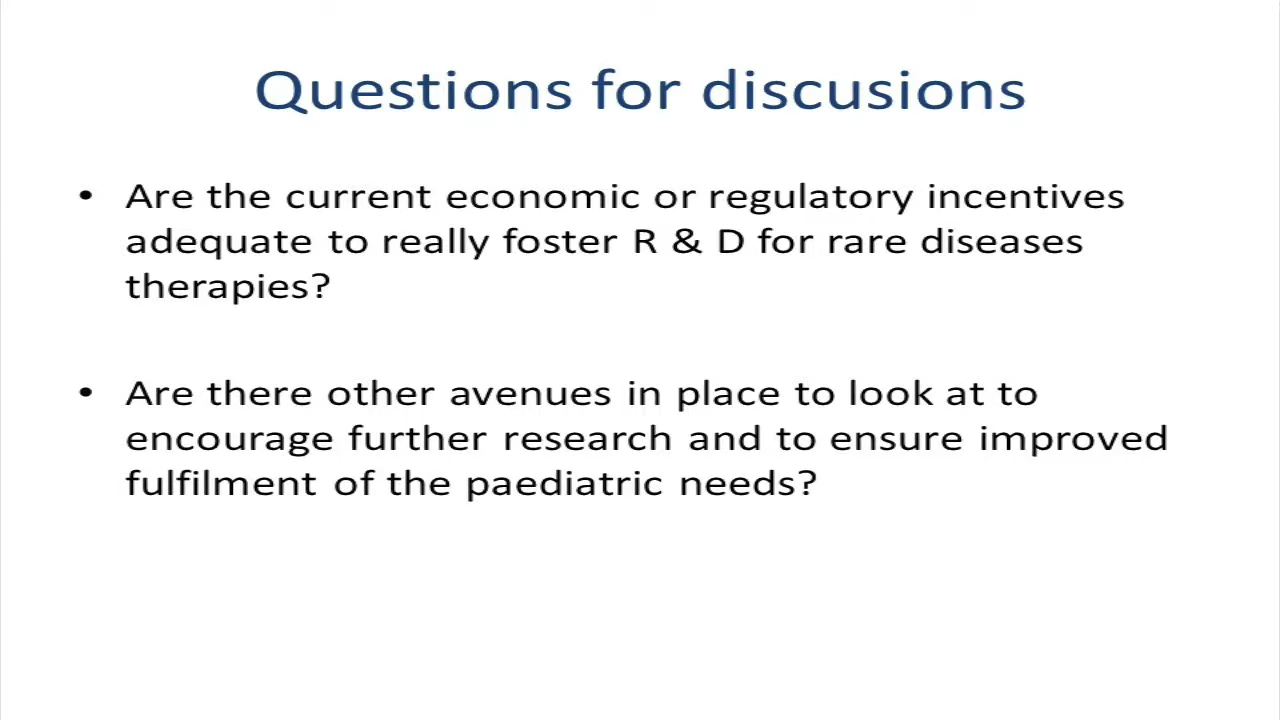 Questions for discusions
• Are the current economic or regulatory incentives
adequate to really foster R & D for rare diseases
therapies?
• Are there other avenues in place to look at to
encourage further research and to ensure improved
fulfilment of the paediatric needs?